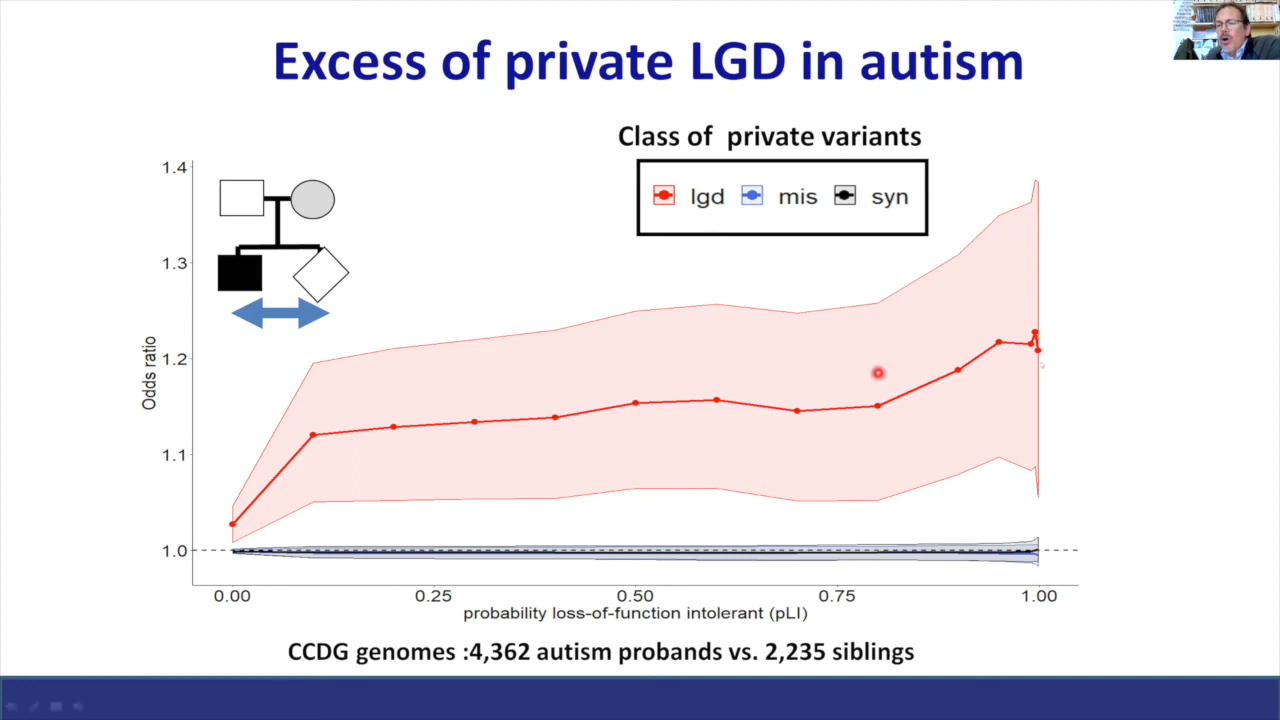 Excess of private LGD in autism
Class of private variants
lgd mis syn
1.4
1.3
1.2
1.1
1.0
Odds ratio
0.00 0.25 0.50 0.75 1.00
probability loss-of-function intolerant (pLI)
CCDG genomes :4,362 autism probands vs. 2,235 siblings